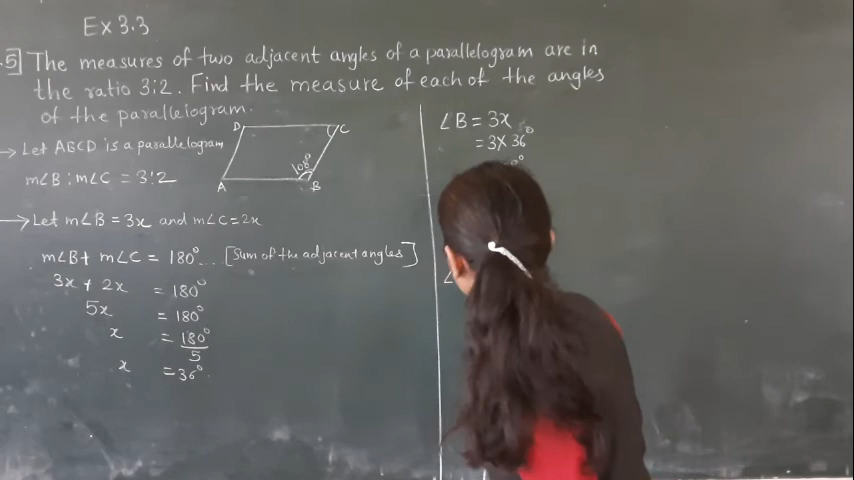 Ex 3.3
.5] The measures of two adjacent angles of a parallelogram are in
the ratio 3:2. Find the measure of each of the angles
of the parallelogram.
→ Let ABCD is a parallelogram
m∠B : m∠C = 3:2
D C
108°
A B
→ Let m∠B = 3x and m∠C = 2x
m∠B + m∠C = 180° ... [Sum of the adjacent angles]
3x + 2x = 180°
5x = 180°
x = 180°/5
x = 36°.
∠B = 3x
= 3 × 36°